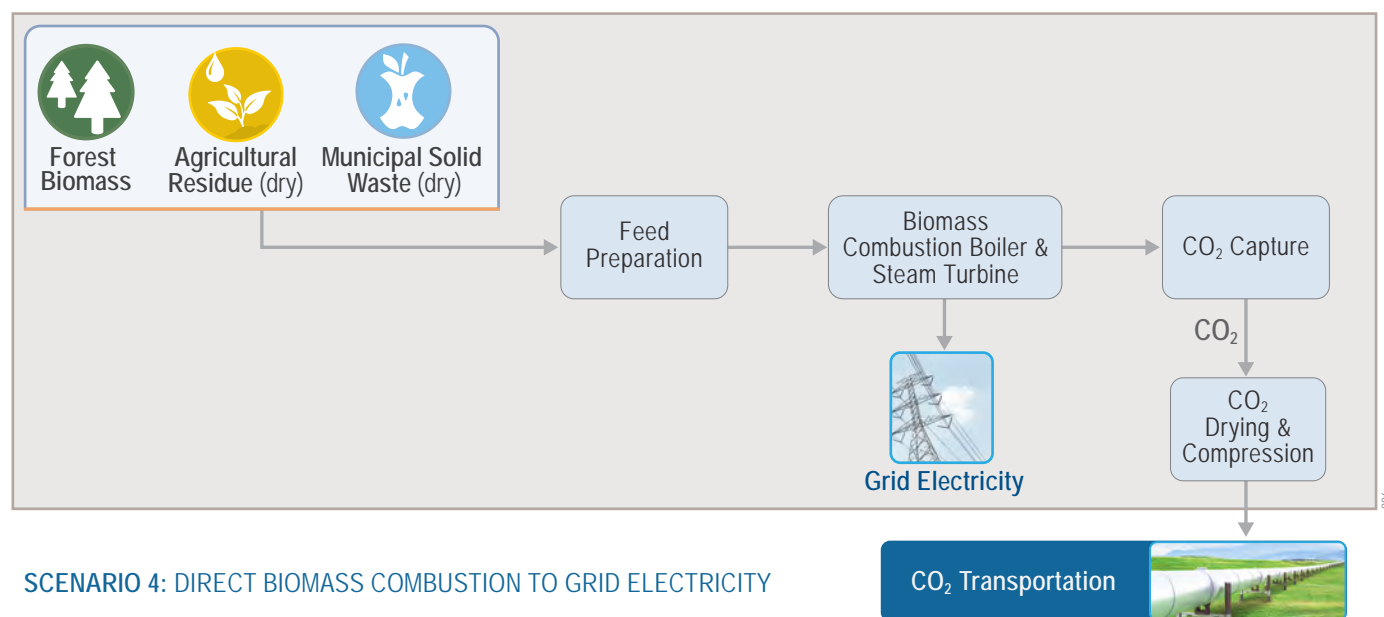 Forest
Biomass
Agricultural
Residue (dry)
Municipal Solid
Waste (dry)
Feed
Preparation
Biomass
Combustion Boiler &
Steam Turbine
CO₂ Capture
CO₂
CO₂
Drying &
Compression
Grid Electricity
SCENARIO 4: DIRECT BIOMASS COMBUSTION TO GRID ELECTRICITY
CO₂ Transportation